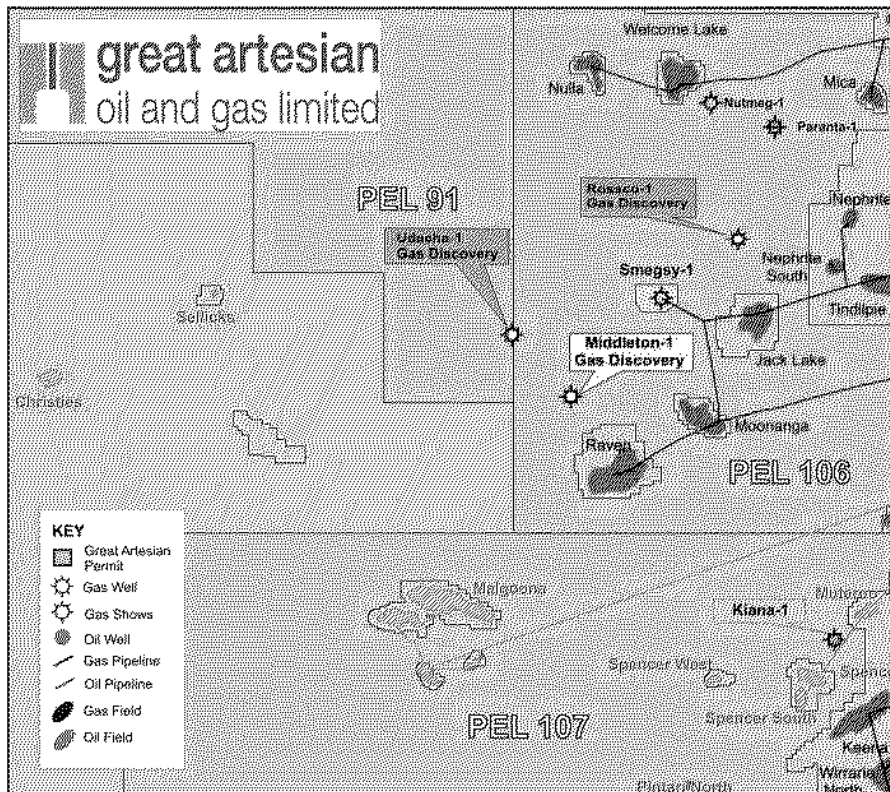 great artesian
oil and gas limited
Welcome Lake
Nulla
Nutmeg-1
Mica
Paranta-1
PEL 91
Rosaco-1
Gas Discovery
Nephrite
Udacha-1
Gas Discovery
Nephrite
South
Smegsy-1
Tindilpie
Sellicks
Middleton-1
Gas Discovery
Jack Lake
Christies
Moonanga
Raven
PEL 106
KEY
Great Artesian
Permit
Gas Well
Gas Shows
Oil Well
Gas Pipeline
Oil Pipeline
Gas Field
Oil Field
Malgoona
Kiana-1
Spencer West
Spence
Spencer South
PEL 107
Keena
Wirrarie
North